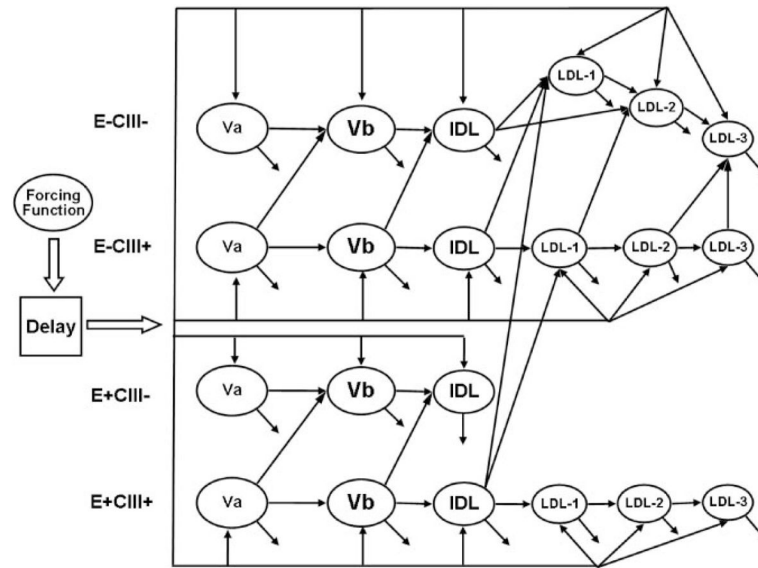 E-CIII-
Va
Vb
IDL
LDL-1
LDL-2
LDL-3
Forcing
Function
E-CIII+
Va
Vb
IDL
LDL-1
LDL-2
LDL-3
Delay
E+CIII-
Va
Vb
IDL
E+CIII+
Va
Vb
IDL
LDL-1
LDL-2
LDL-3